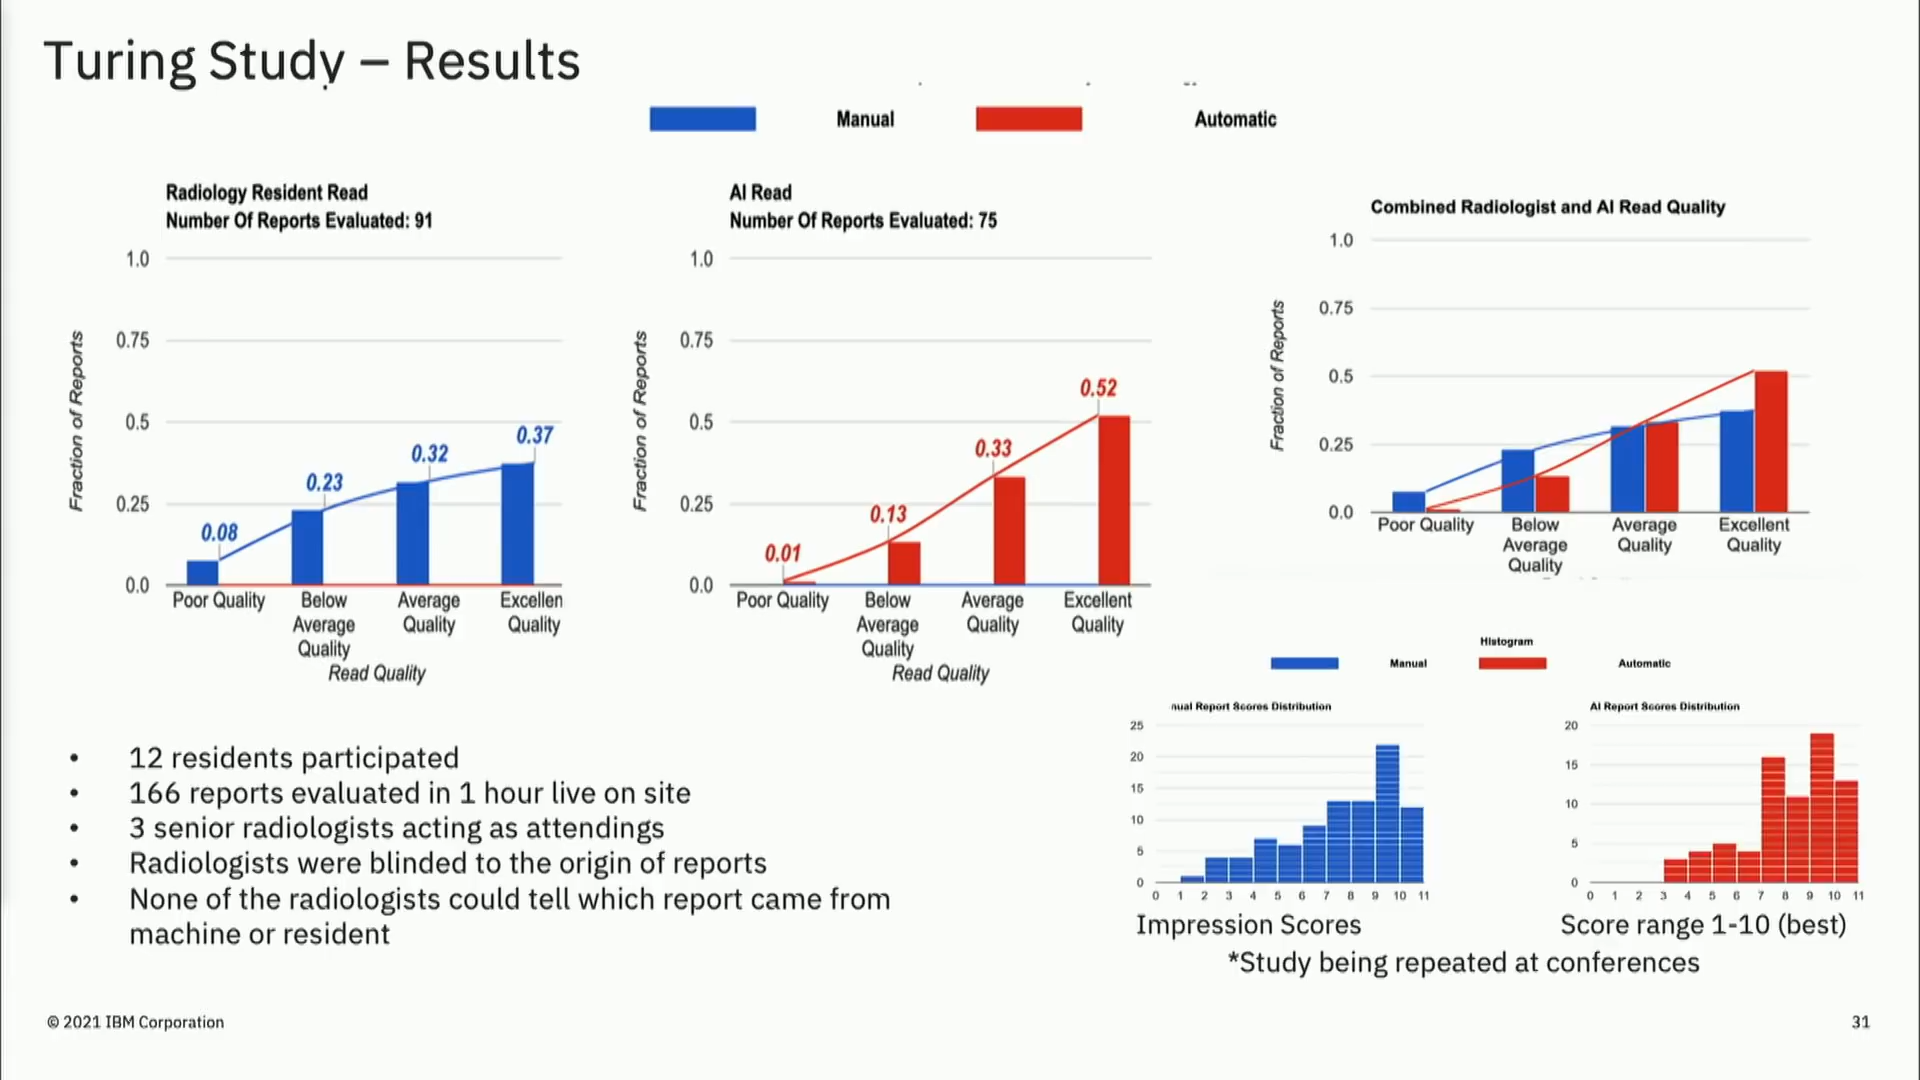 Turing Study – Results
Manual
Automatic
Radiology Resident Read
Number Of Reports Evaluated: 91
1.0
0.75
0.5
0.25
0.0
Fraction of Reports
0.08
0.23
0.32
0.37
Poor Quality
Below Average Quality
Average Quality
Excellen Quality
Read Quality
AI Read
Number Of Reports Evaluated: 75
1.0
0.75
0.5
0.25
0.0
Fraction of Reports
0.01
0.13
0.33
0.52
Poor Quality
Below Average Quality
Average Quality
Excellent Quality
Read Quality
Combined Radiologist and AI Read Quality
1.0
0.75
0.5
0.25
0.0
Fraction of Reports
Poor Quality
Below Average Quality
Average Quality
Excellent Quality
Histogram
Manual
Automatic
nual Report Scores Distribution
25
20
15
10
5
0
0 1 2 3 4 5 6 7 8 9 10 11
Impression Scores
AI Report Scores Distribution
20
15
10
5
0
0 1 2 3 4 5 6 7 8 9 10 11
Score range 1-10 (best)
*Study being repeated at conferences
• 12 residents participated
• 166 reports evaluated in 1 hour live on site
• 3 senior radiologists acting as attendings
• Radiologists were blinded to the origin of reports
• None of the radiologists could tell which report came from
machine or resident
© 2021 IBM Corporation
31